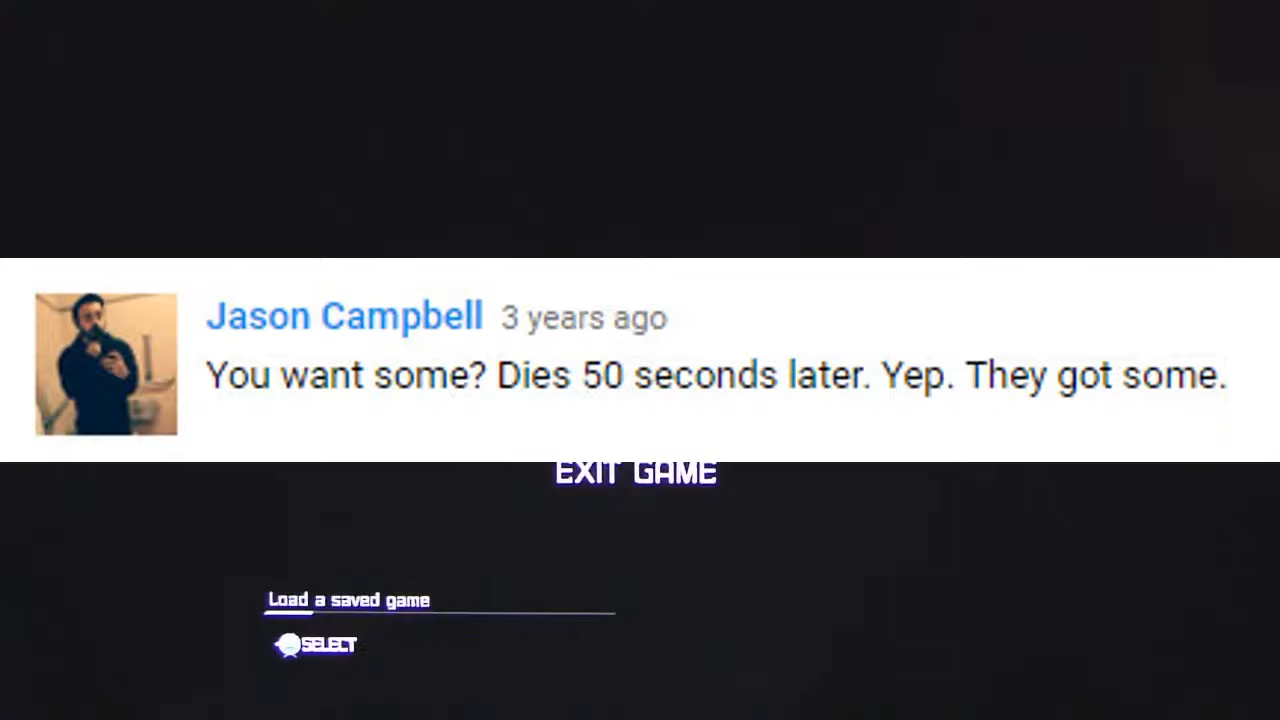 Jason Campbell 3 years ago
You want some? Dies 50 seconds later. Yep. They got some.
EXIT GAME
Load a saved game
SELECT